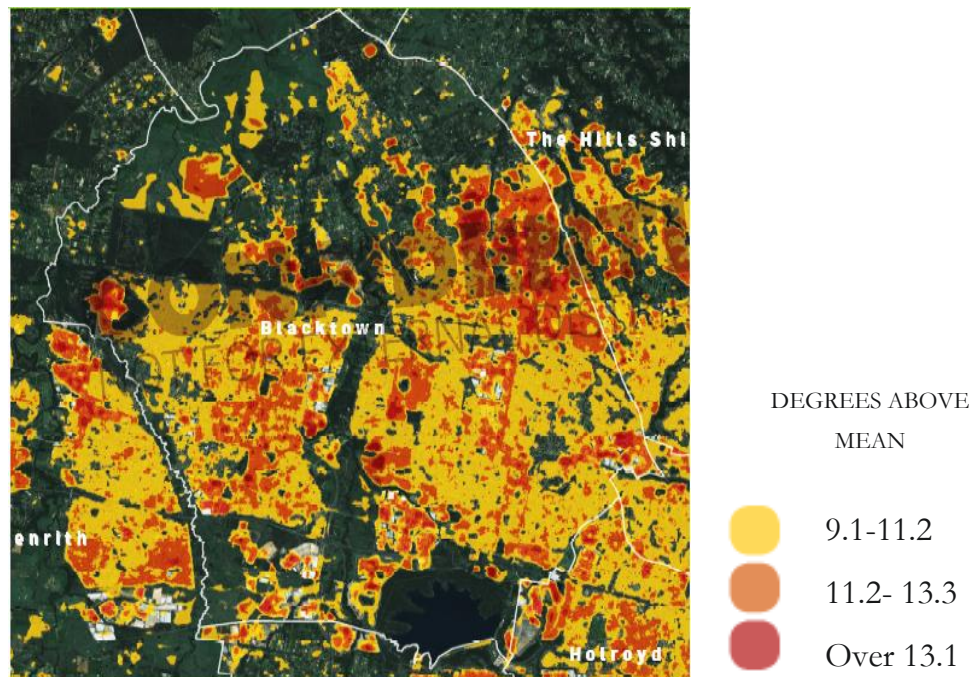 The Hills Shi
Blacktown
enrith
Holroyd
DEGREES ABOVE
MEAN
9.1-11.2
11.2- 13.3
Over 13.1